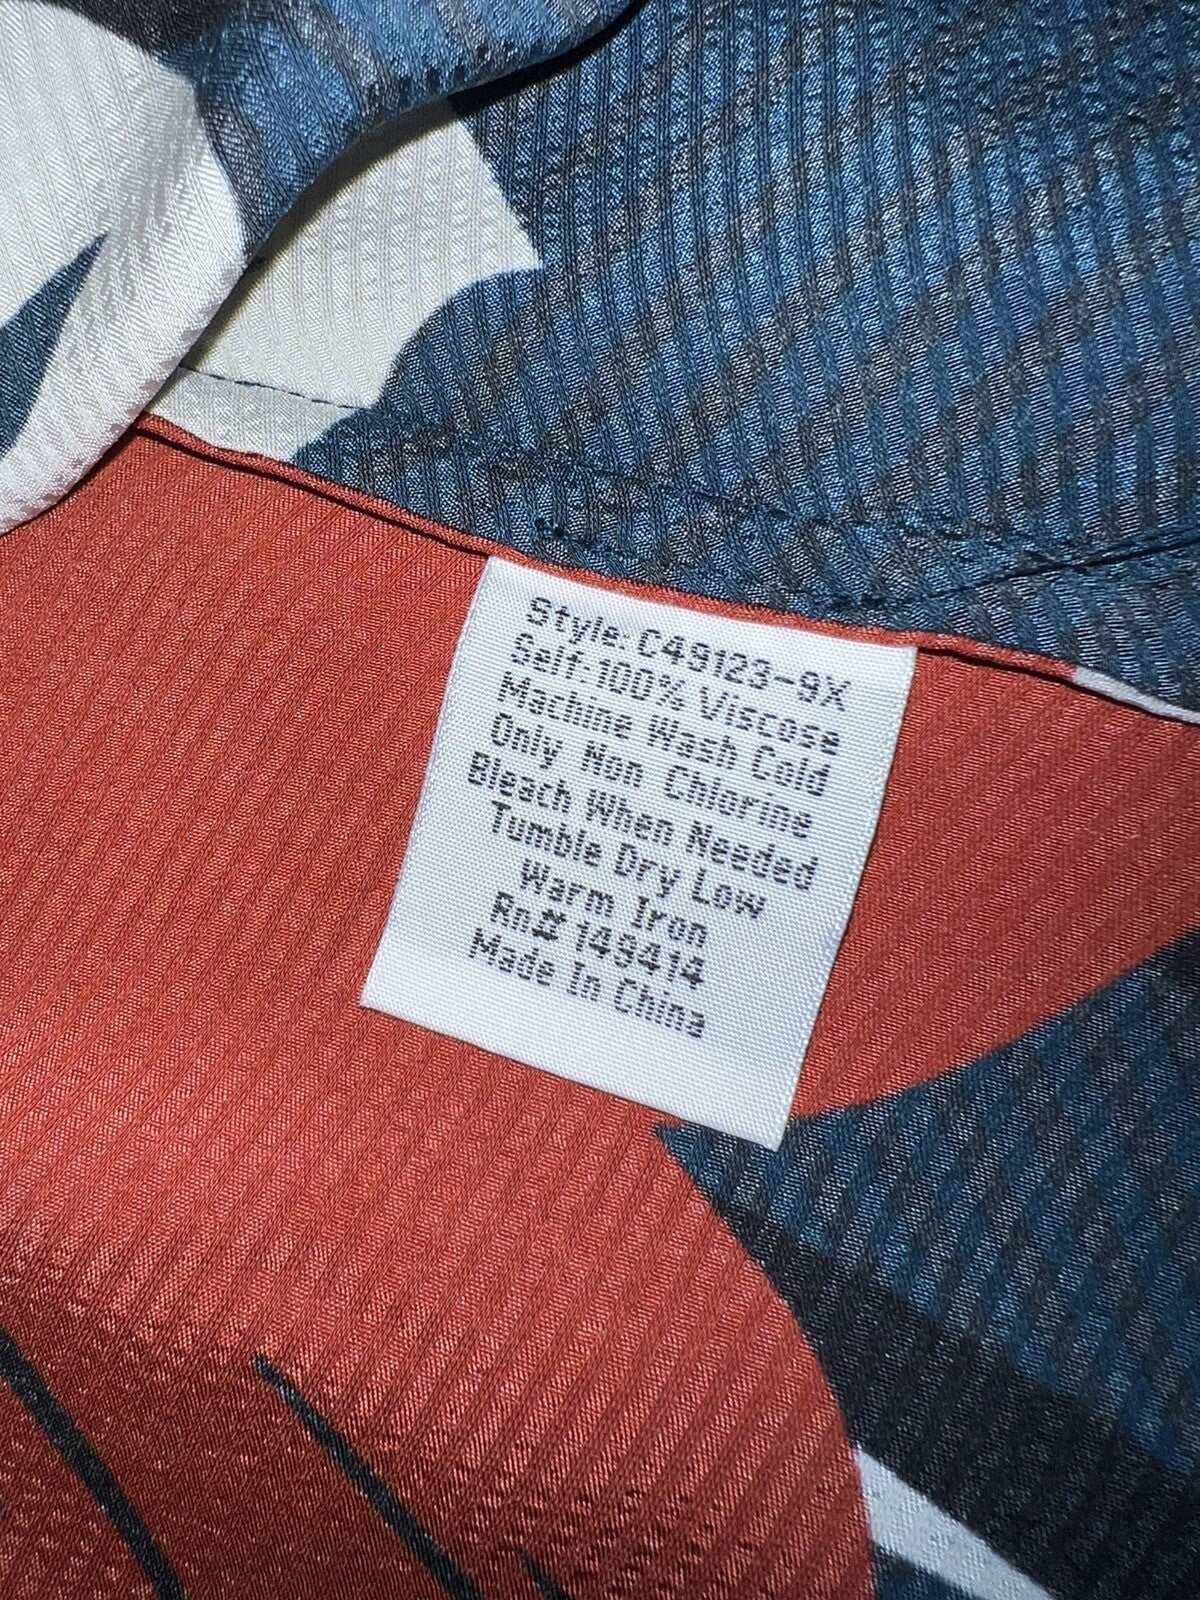 Style: C49123-9X
Self:100% Viscose
Machine Wash Cold
Only Non Chlorine
Bleach When Needed
Tumble Dry Low
Warm Iron
Rn# 149414
Made In China